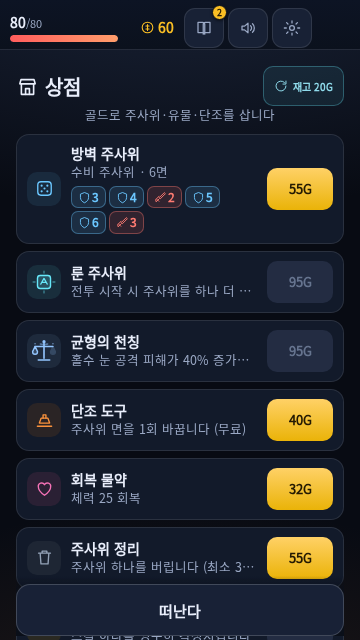 80/80
60
2
상점
재고 20G
골드로 주사위·유물·단조를 삽니다
방벽 주사위
수비 주사위 · 6면
3 4 2 5
6 3
55G
룬 주사위
전투 시작 시 주사위를 하나 더 …
95G
균형의 천칭
홀수 눈 공격 피해가 40% 증가…
95G
단조 도구
주사위 면을 1회 바꿉니다 (무료)
40G
회복 물약
체력 25 회복
32G
주사위 정리
주사위 하나를 버립니다 (최소 3…
55G
떠난다